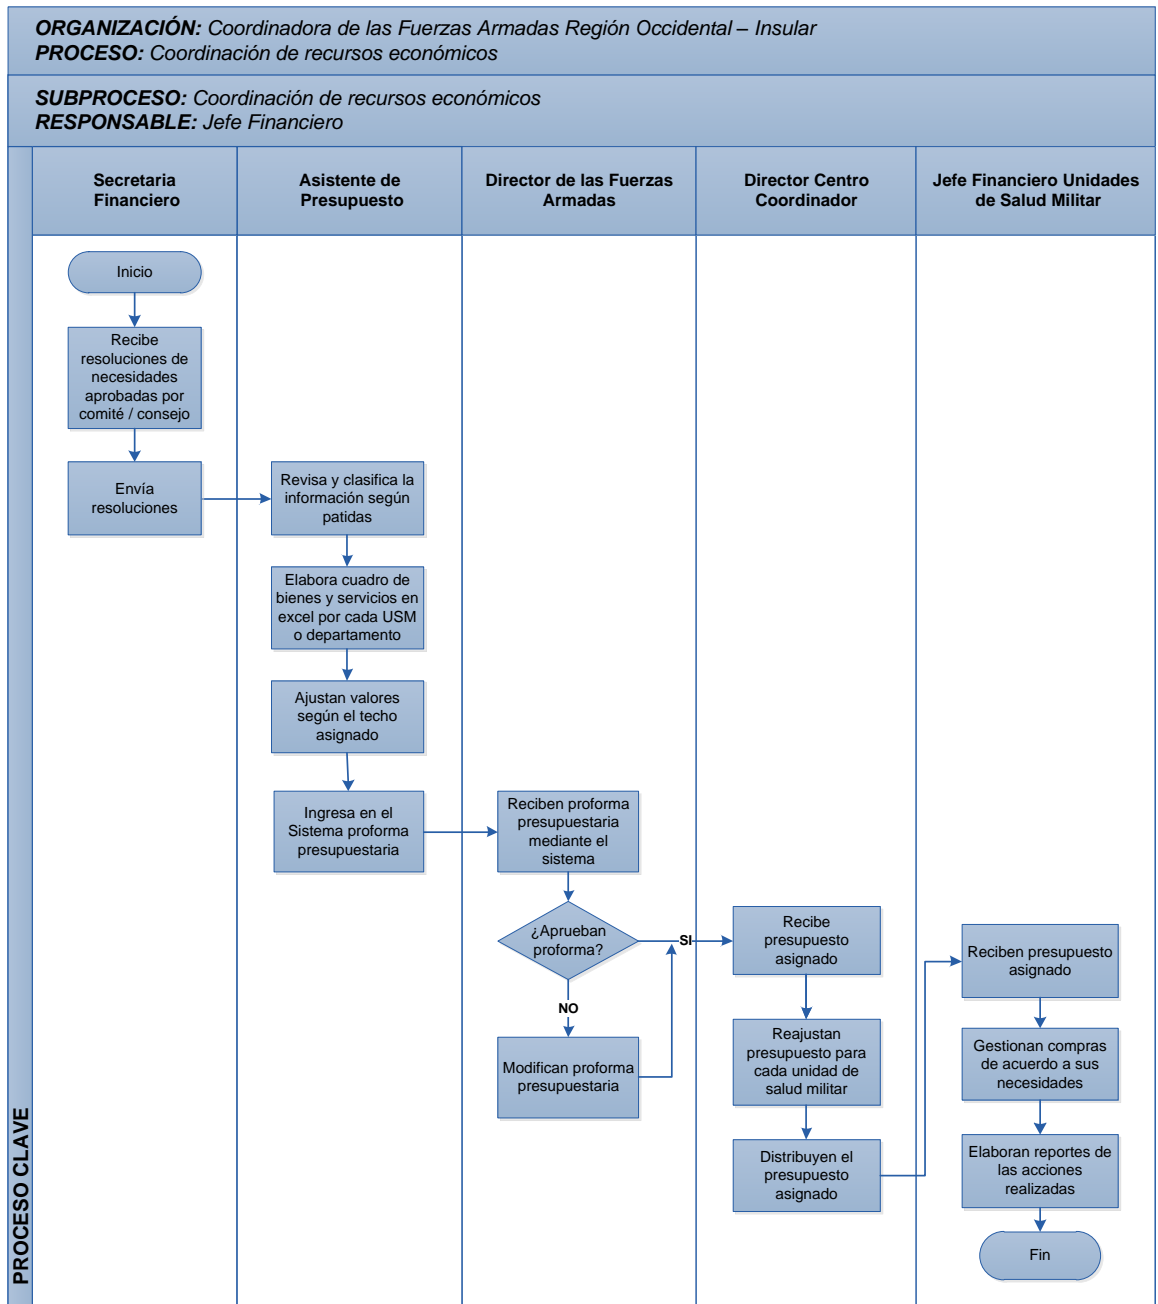 ORGANIZACIÓN: Coordinadora de las Fuerzas Armadas Región Occidental – Insular
PROCESO: Coordinación de recursos económicos
SUBPROCESO: Coordinación de recursos económicos
RESPONSABLE: Jefe Financiero
PROCESO CLAVE
Secretaria
Financiero
Asistente de
Presupuesto
Director de las Fuerzas
Armadas
Director Centro
Coordinador
Jefe Financiero Unidades
de Salud Militar
Inicio
Recibe
resoluciones de
necesidades
aprobadas por
comité / consejo
Envía
resoluciones
Revisa y clasifica la
información según
patidas
Elabora cuadro de
bienes y servicios en
excel por cada USM
o departamento
Ajustan valores
según el techo
asignado
Ingresa en el
Sistema proforma
presupuestaria
Reciben proforma
presupuestaria
mediante el
sistema
¿Aprueban
proforma?
SI
NO
Modifican proforma
presupuestaria
Recibe
presupuesto
asignado
Reajustan
presupuesto para
cada unidad de
salud militar
Distribuyen el
presupuesto
asignado
Reciben presupuesto
asignado
Gestionan compras
de acuerdo a sus
necesidades
Elaboran reportes de
las acciones
realizadas
Fin